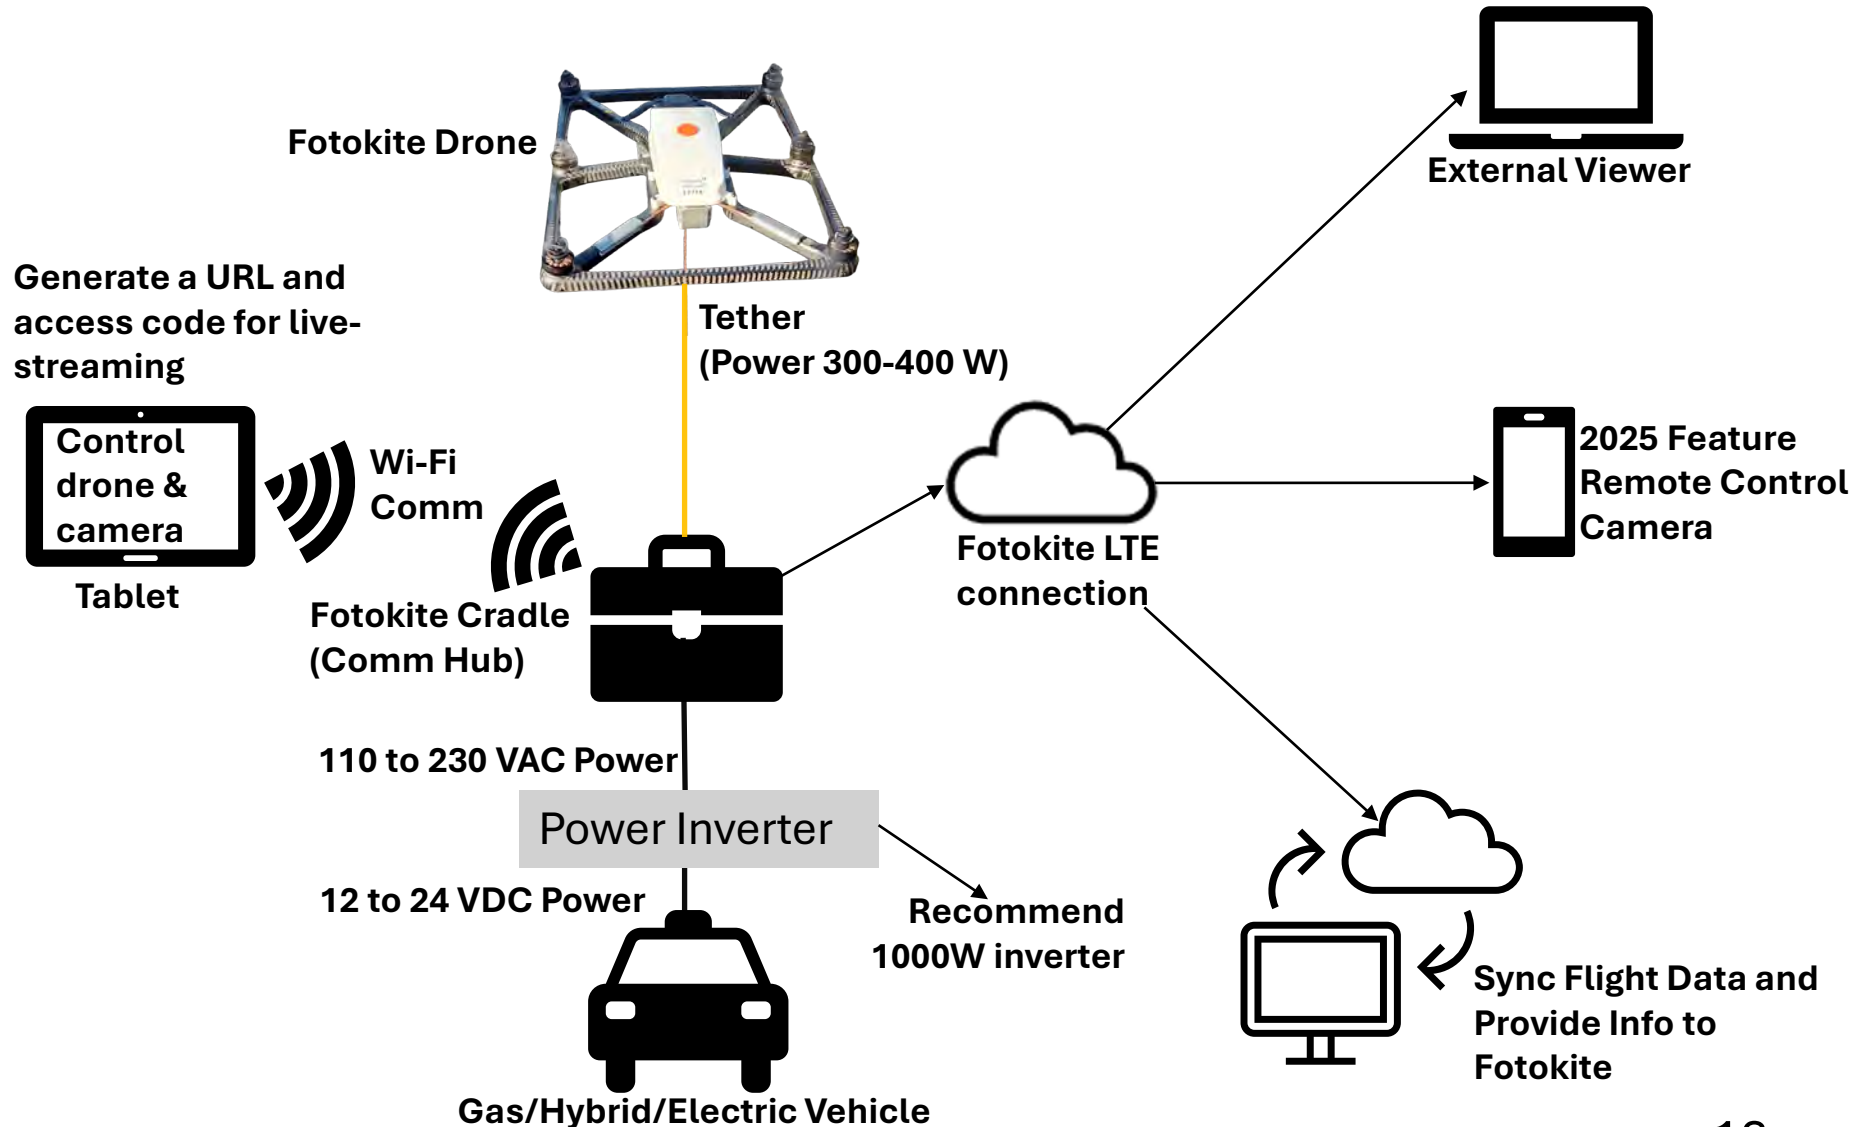 Fotokite Drone
External Viewer
Generate a URL and
access code for live-
streaming
Tether
(Power 300-400 W)
Control
drone &
camera
Tablet
Wi-Fi
Comm
2025 Feature
Remote Control
Camera
Fotokite LTE
connection
Fotokite Cradle
(Comm Hub)
110 to 230 VAC Power
Power Inverter
12 to 24 VDC Power
Recommend
1000W inverter
Sync Flight Data and
Provide Info to
Fotokite
Gas/Hybrid/Electric Vehicle